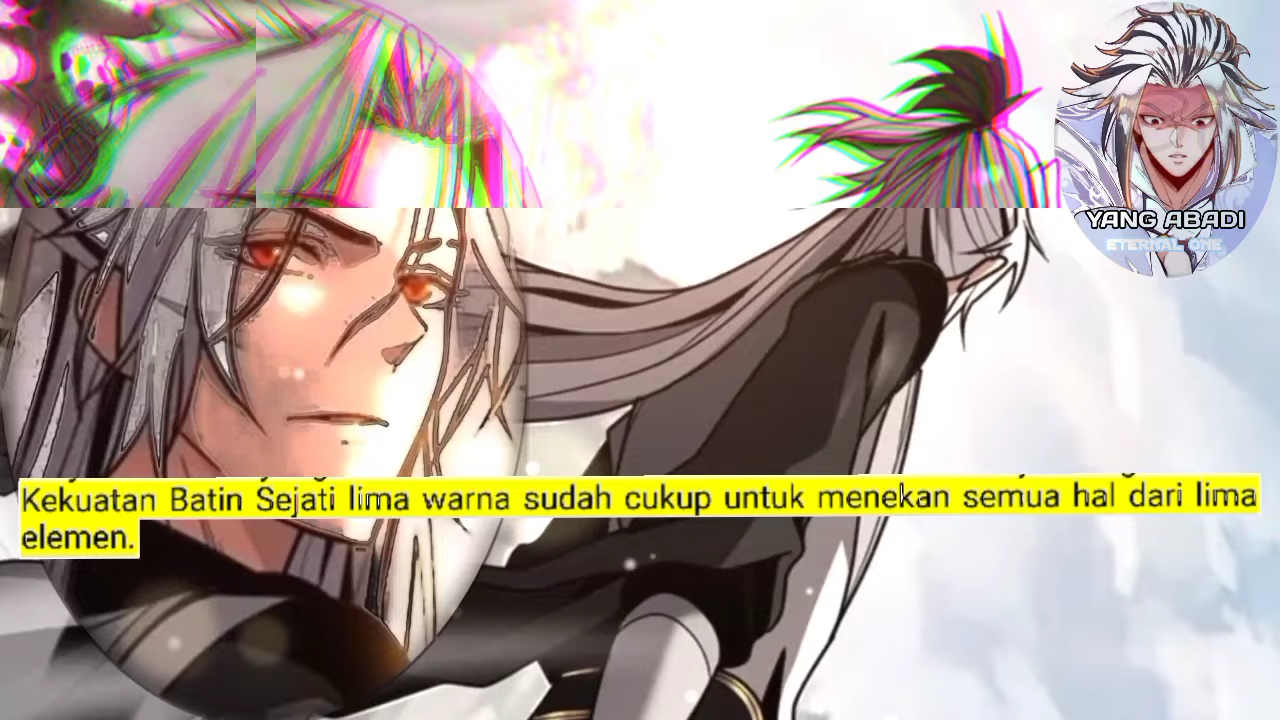 YANG ABADI
ETERNAL ONE
Kekuatan Batin Sejati lima warna sudah cukup untuk menekan semua hal dari lima
elemen.